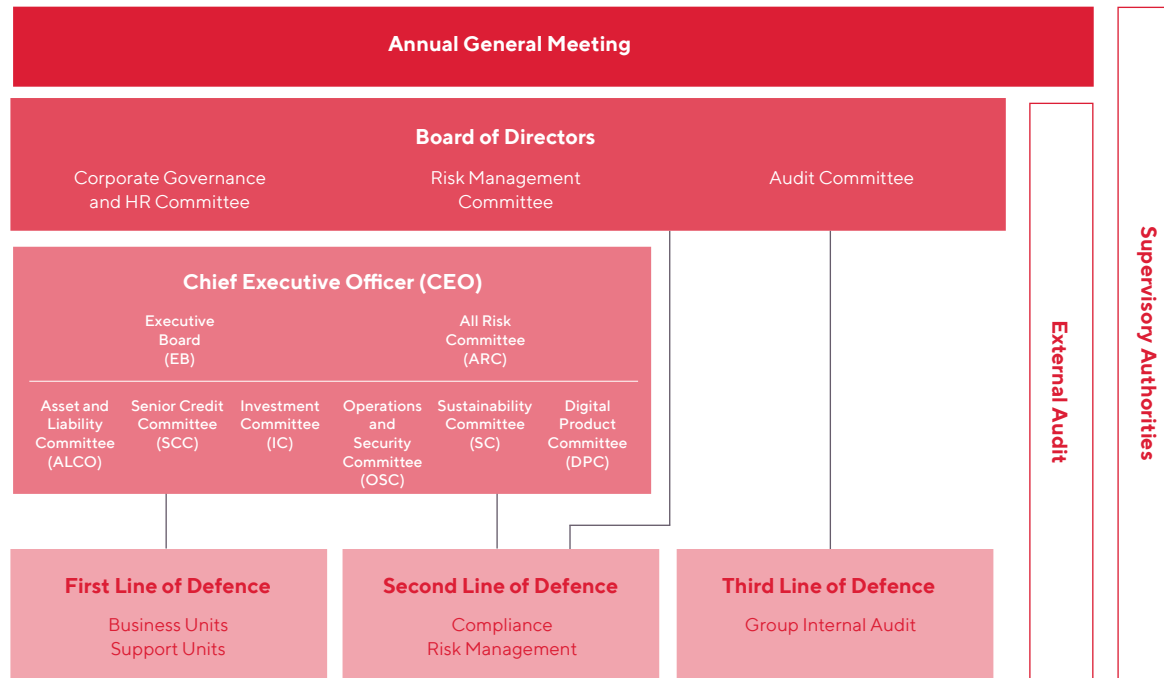 Annual General Meeting
Board of Directors
Corporate Governance
and HR Committee
Risk Management
Committee
Audit Committee
Chief Executive Officer (CEO)
Executive
Board
(EB)
All Risk
Committee
(ARC)
Asset and
Liability
Committee
(ALCO)
Senior Credit
Committee
(SCC)
Investment
Committee
(IC)
Operations
and
Security
Committee
(OSC)
Sustainability
Committee
(SC)
Digital
Product
Committee
(DPC)
First Line of Defence
Business Units
Support Units
Second Line of Defence
Compliance
Risk Management
Third Line of Defence
Group Internal Audit
External Audit
Supervisory Authorities